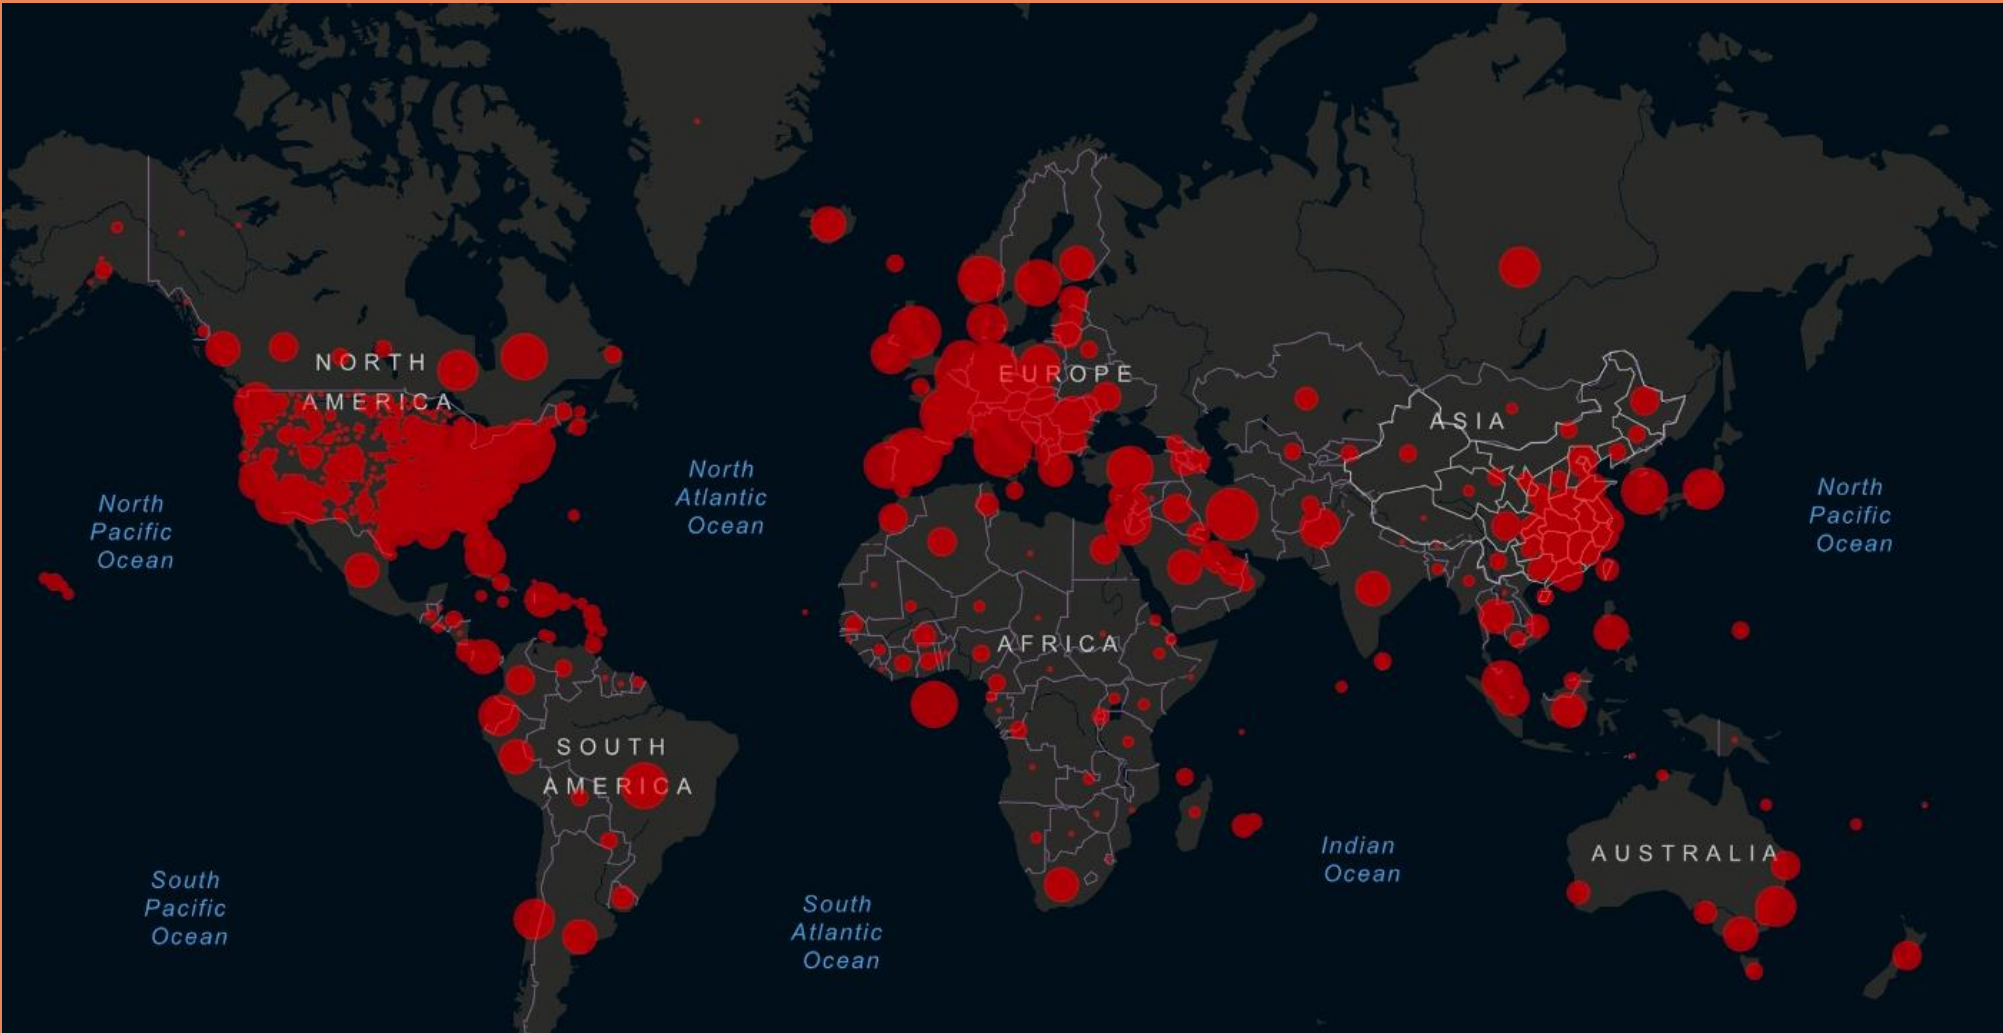 NORTH
AMERICA
EUROPE
ASIA
North
Pacific
Ocean
North
Atlantic
Ocean
North
Pacific
Ocean
AFRICA
SOUTH
AMERICA
South
Pacific
Ocean
South
Atlantic
Ocean
Indian
Ocean
AUSTRALIA